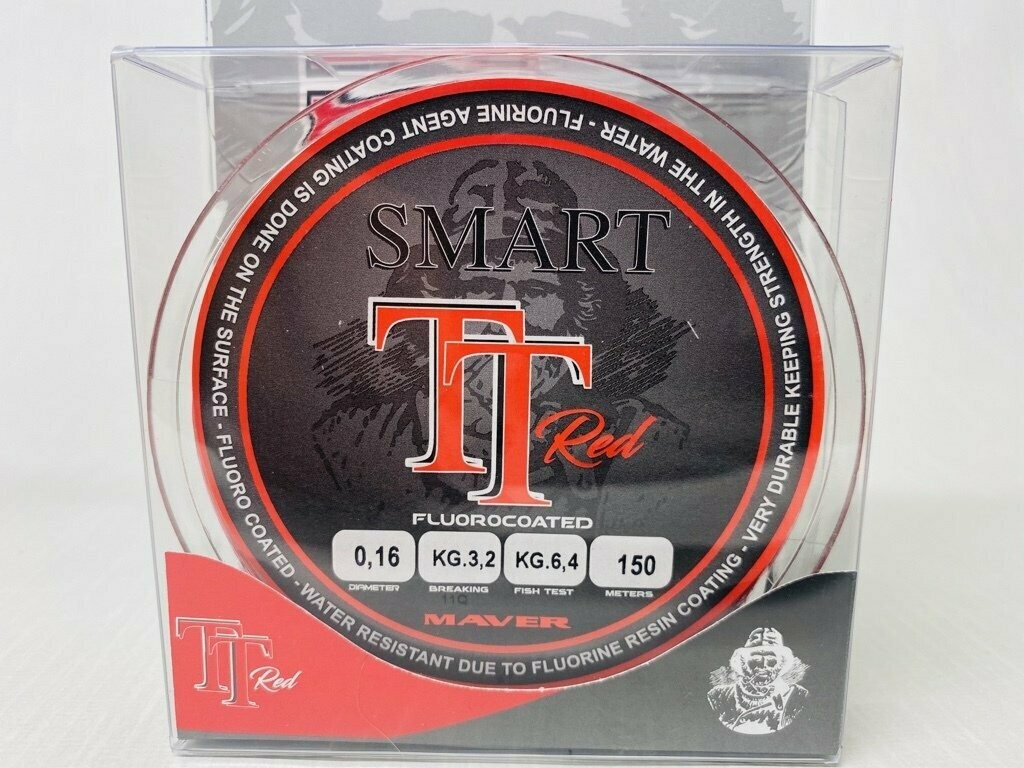 SMART
TT
Red
FLUOROCOATED
0,16
KG.3,2
KG.6,4
150
DIAMETER
BREAKING
FISH TEST
METERS
11Q
MAVER
FLUORO COATED - WATER RESISTANT DUE TO FLUORINE RESIN COATING - VERY DURABLE KEEPING STRENGTH IN THE WATER - FLUORINE AGENT COATING IS DONE ON THE SURFACE -
TT
Red